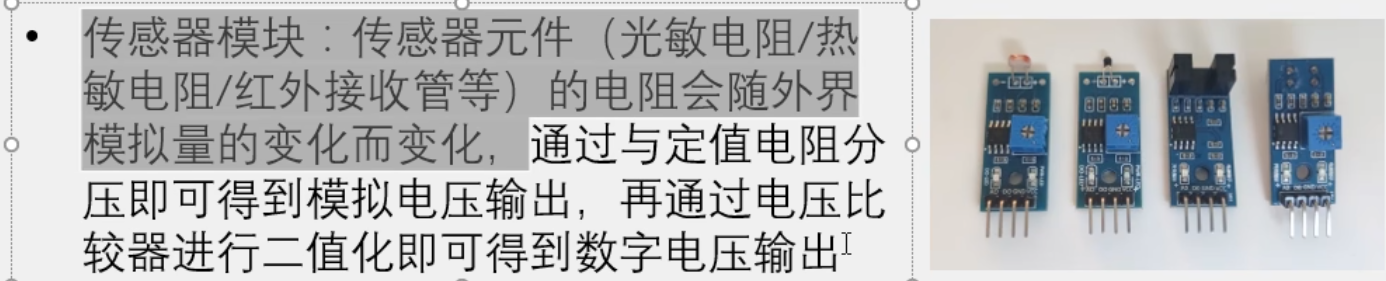 • 传感器模块：传感器元件（光敏电阻/热
敏电阻/红外接收管等）的电阻会随外界
模拟量的变化而变化，通过与定值电阻分
压即可得到模拟电压输出，再通过电压比
较器进行二值化即可得到数字电压输出